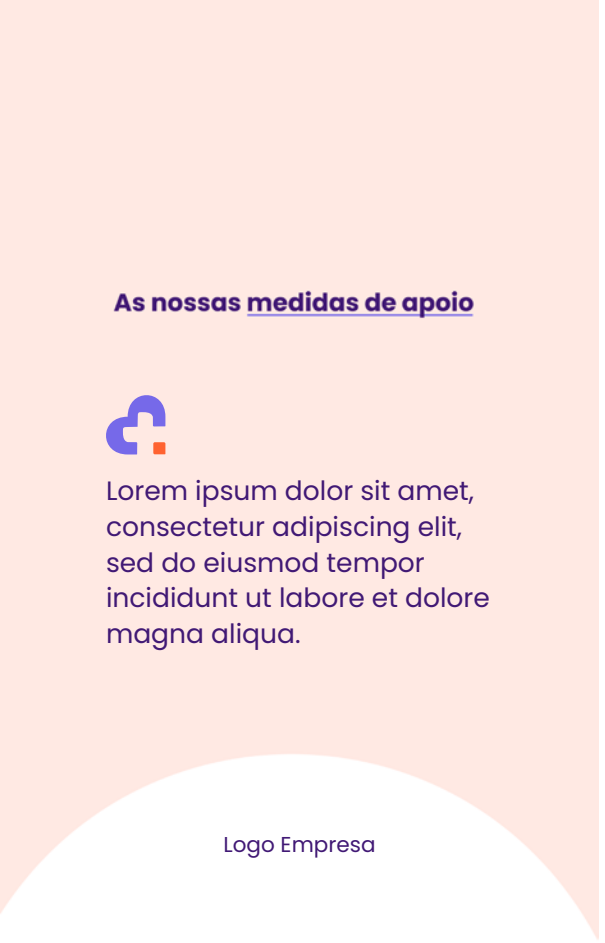 As nossas medidas de apoio
Lorem ipsum dolor sit amet,
consectetur adipiscing elit,
sed do eiusmod tempor
incididunt ut labore et dolore
magna aliqua.
Logo Empresa